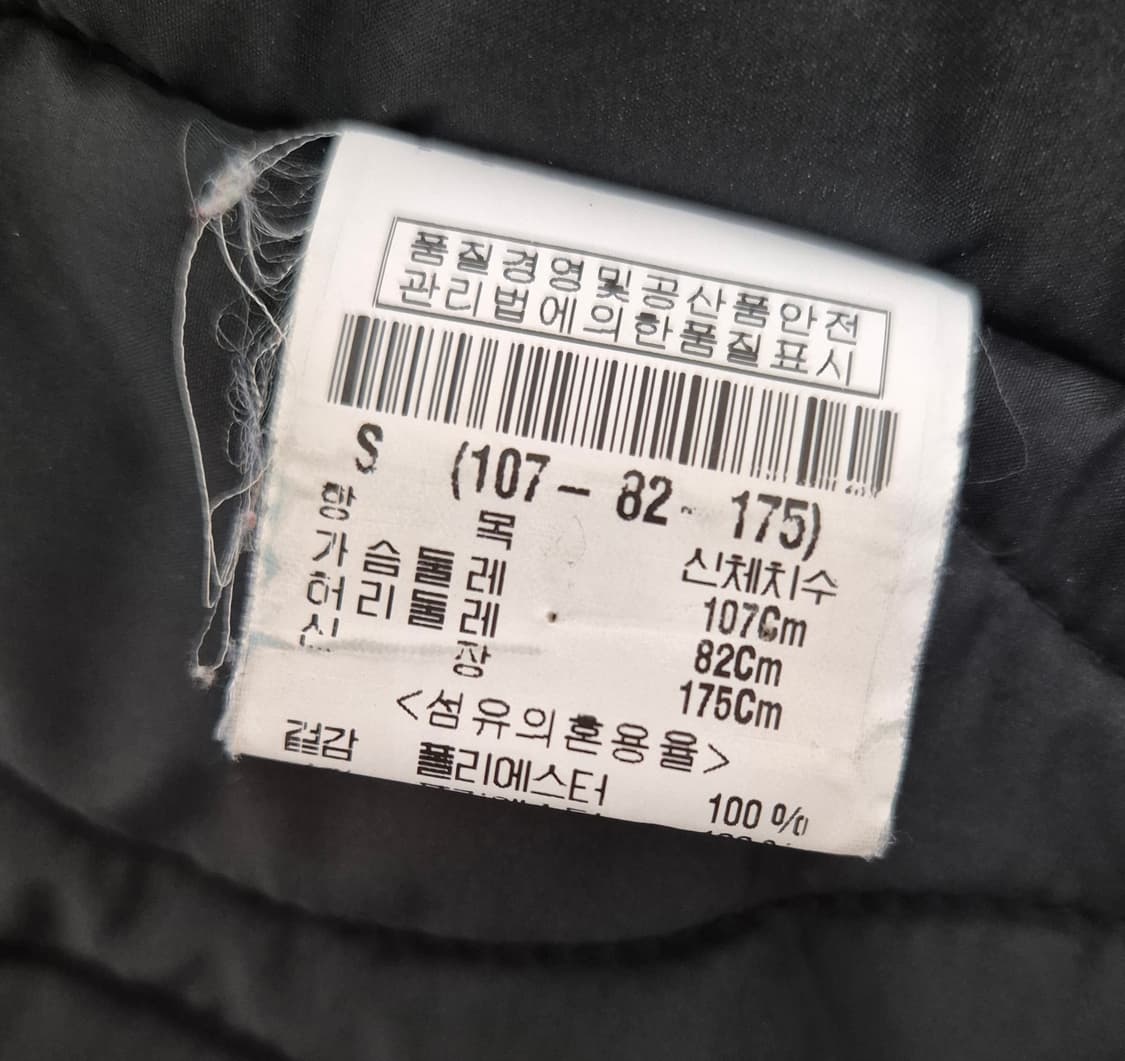 품질경영및공산품안전
관리법에의한품질표시
S (107 - 82 - 175)
항 목 신체치수
가 슴 둘 레 107Cm
허 리 둘 레 82Cm
신 장 175Cm
<섬유의혼용율>
겉감 폴리에스터 100 %